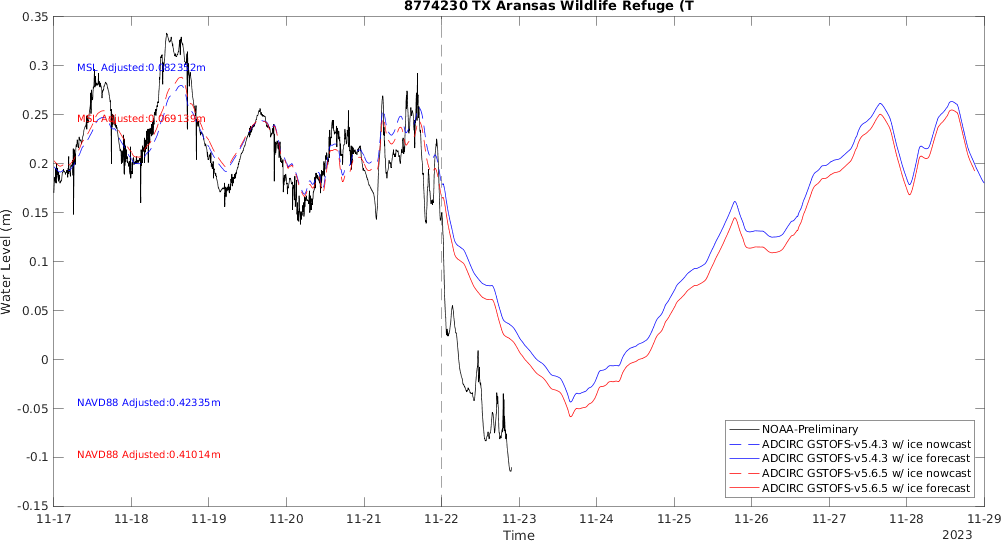 8774230 TX Aransas Wildlife Refuge (T
0.35
0.3
0.25
0.2
0.15
0.1
0.05
0
-0.05
-0.1
-0.15
Water Level (m)
MSL Adjusted:0.082352m
MSL Adjusted:0.069139m
NAVD88 Adjusted:0.42335m
NAVD88 Adjusted:0.41014m
NOAA-Preliminary
ADCIRC GSTOFS-v5.4.3 w/ ice nowcast
ADCIRC GSTOFS-v5.4.3 w/ ice forecast
ADCIRC GSTOFS-v5.6.5 w/ ice nowcast
ADCIRC GSTOFS-v5.6.5 w/ ice forecast
11-17 11-18 11-19 11-20 11-21 11-22 11-23 11-24 11-25 11-26 11-27 11-28 11-29
Time
2023